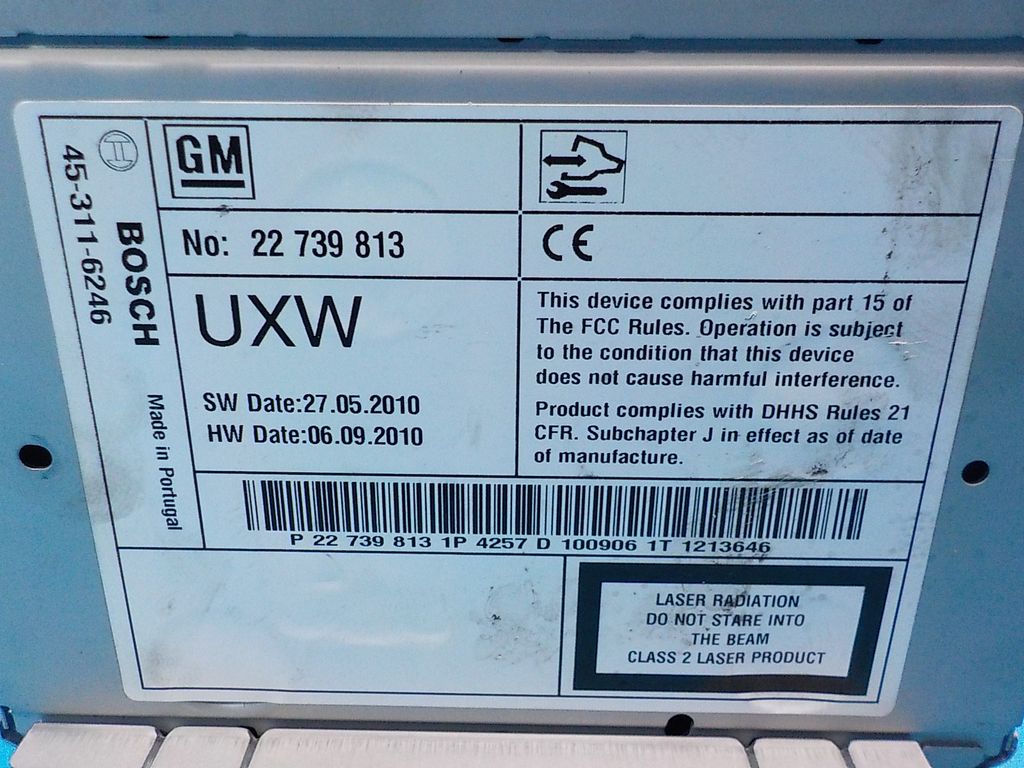 45-311-6246
BOSCH
Made in Portugal
GM
No: 22 739 813
UXW
SW Date:27.05.2010
HW Date:06.09.2010
CE
This device complies with part 15 of
The FCC Rules. Operation is subject
to the condition that this device
does not cause harmful interference.
Product complies with DHHS Rules 21
CFR. Subchapter J in effect as of date
of manufacture.
P 22 739 813 1P 4257 D 100906 1T 1213646
LASER RADIATION
DO NOT STARE INTO
THE BEAM
CLASS 2 LASER PRODUCT